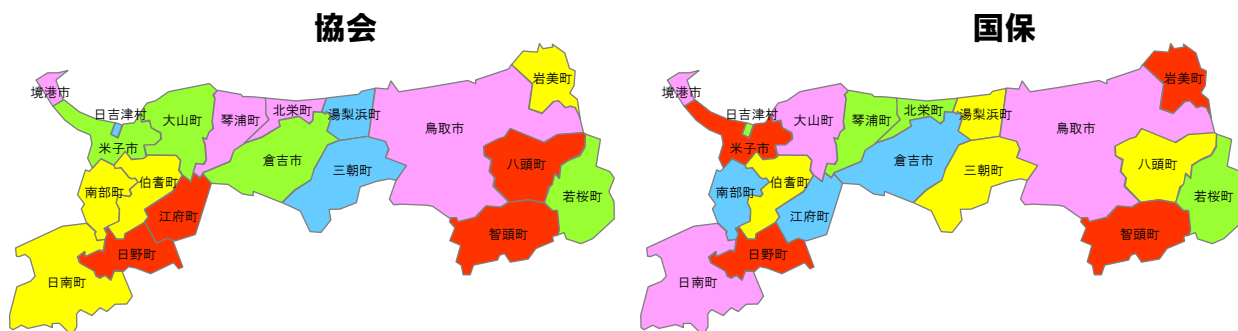 協会
岩美町
境港市
日吉津村
大山町
琴浦町
北栄町
湯梨浜町
鳥取市
米子市
倉吉市
八頭町
南部町
伯耆町
三朝町
若桜町
江府町
智頭町
日野町
日南町
国保
岩美町
境港市
日吉津村
大山町
琴浦町
北栄町
湯梨浜町
鳥取市
米子市
倉吉市
八頭町
南部町
伯耆町
三朝町
若桜町
江府町
智頭町
日野町
日南町